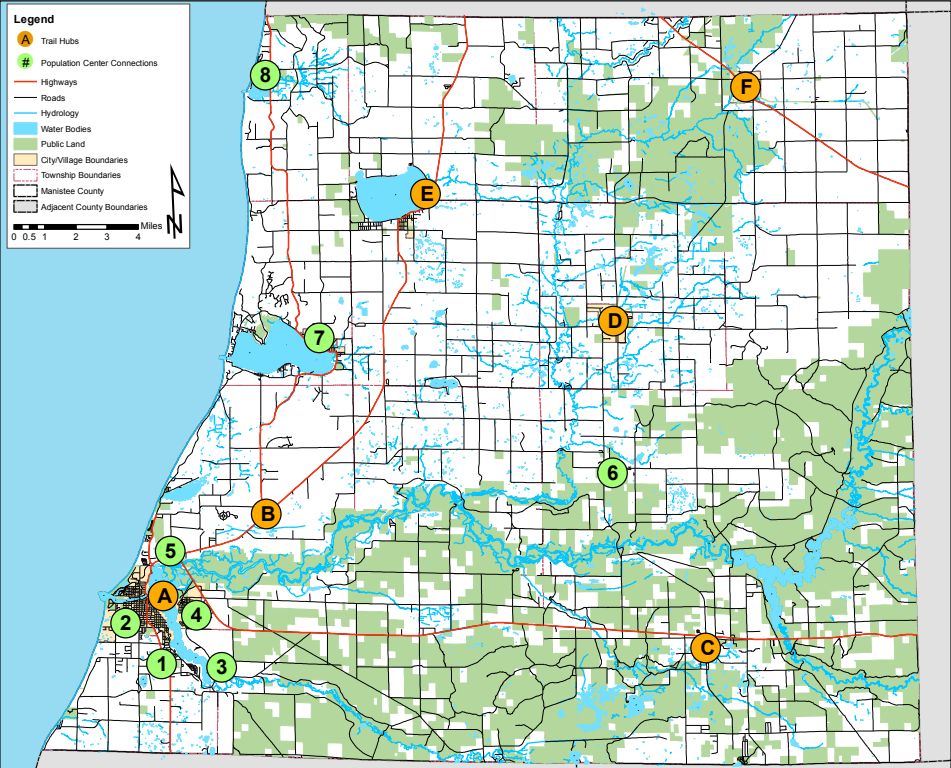 Legend
A Trail Hubs
# Population Center Connections
Highways
Roads
Hydrology
Water Bodies
Public Land
City/Village Boundaries
Township Boundaries
Manistee County
Adjacent County Boundaries
Miles
0 0.5 1 2 3 4
N
8
F
E
D
7
6
B
5
A
4
2
C
1
3